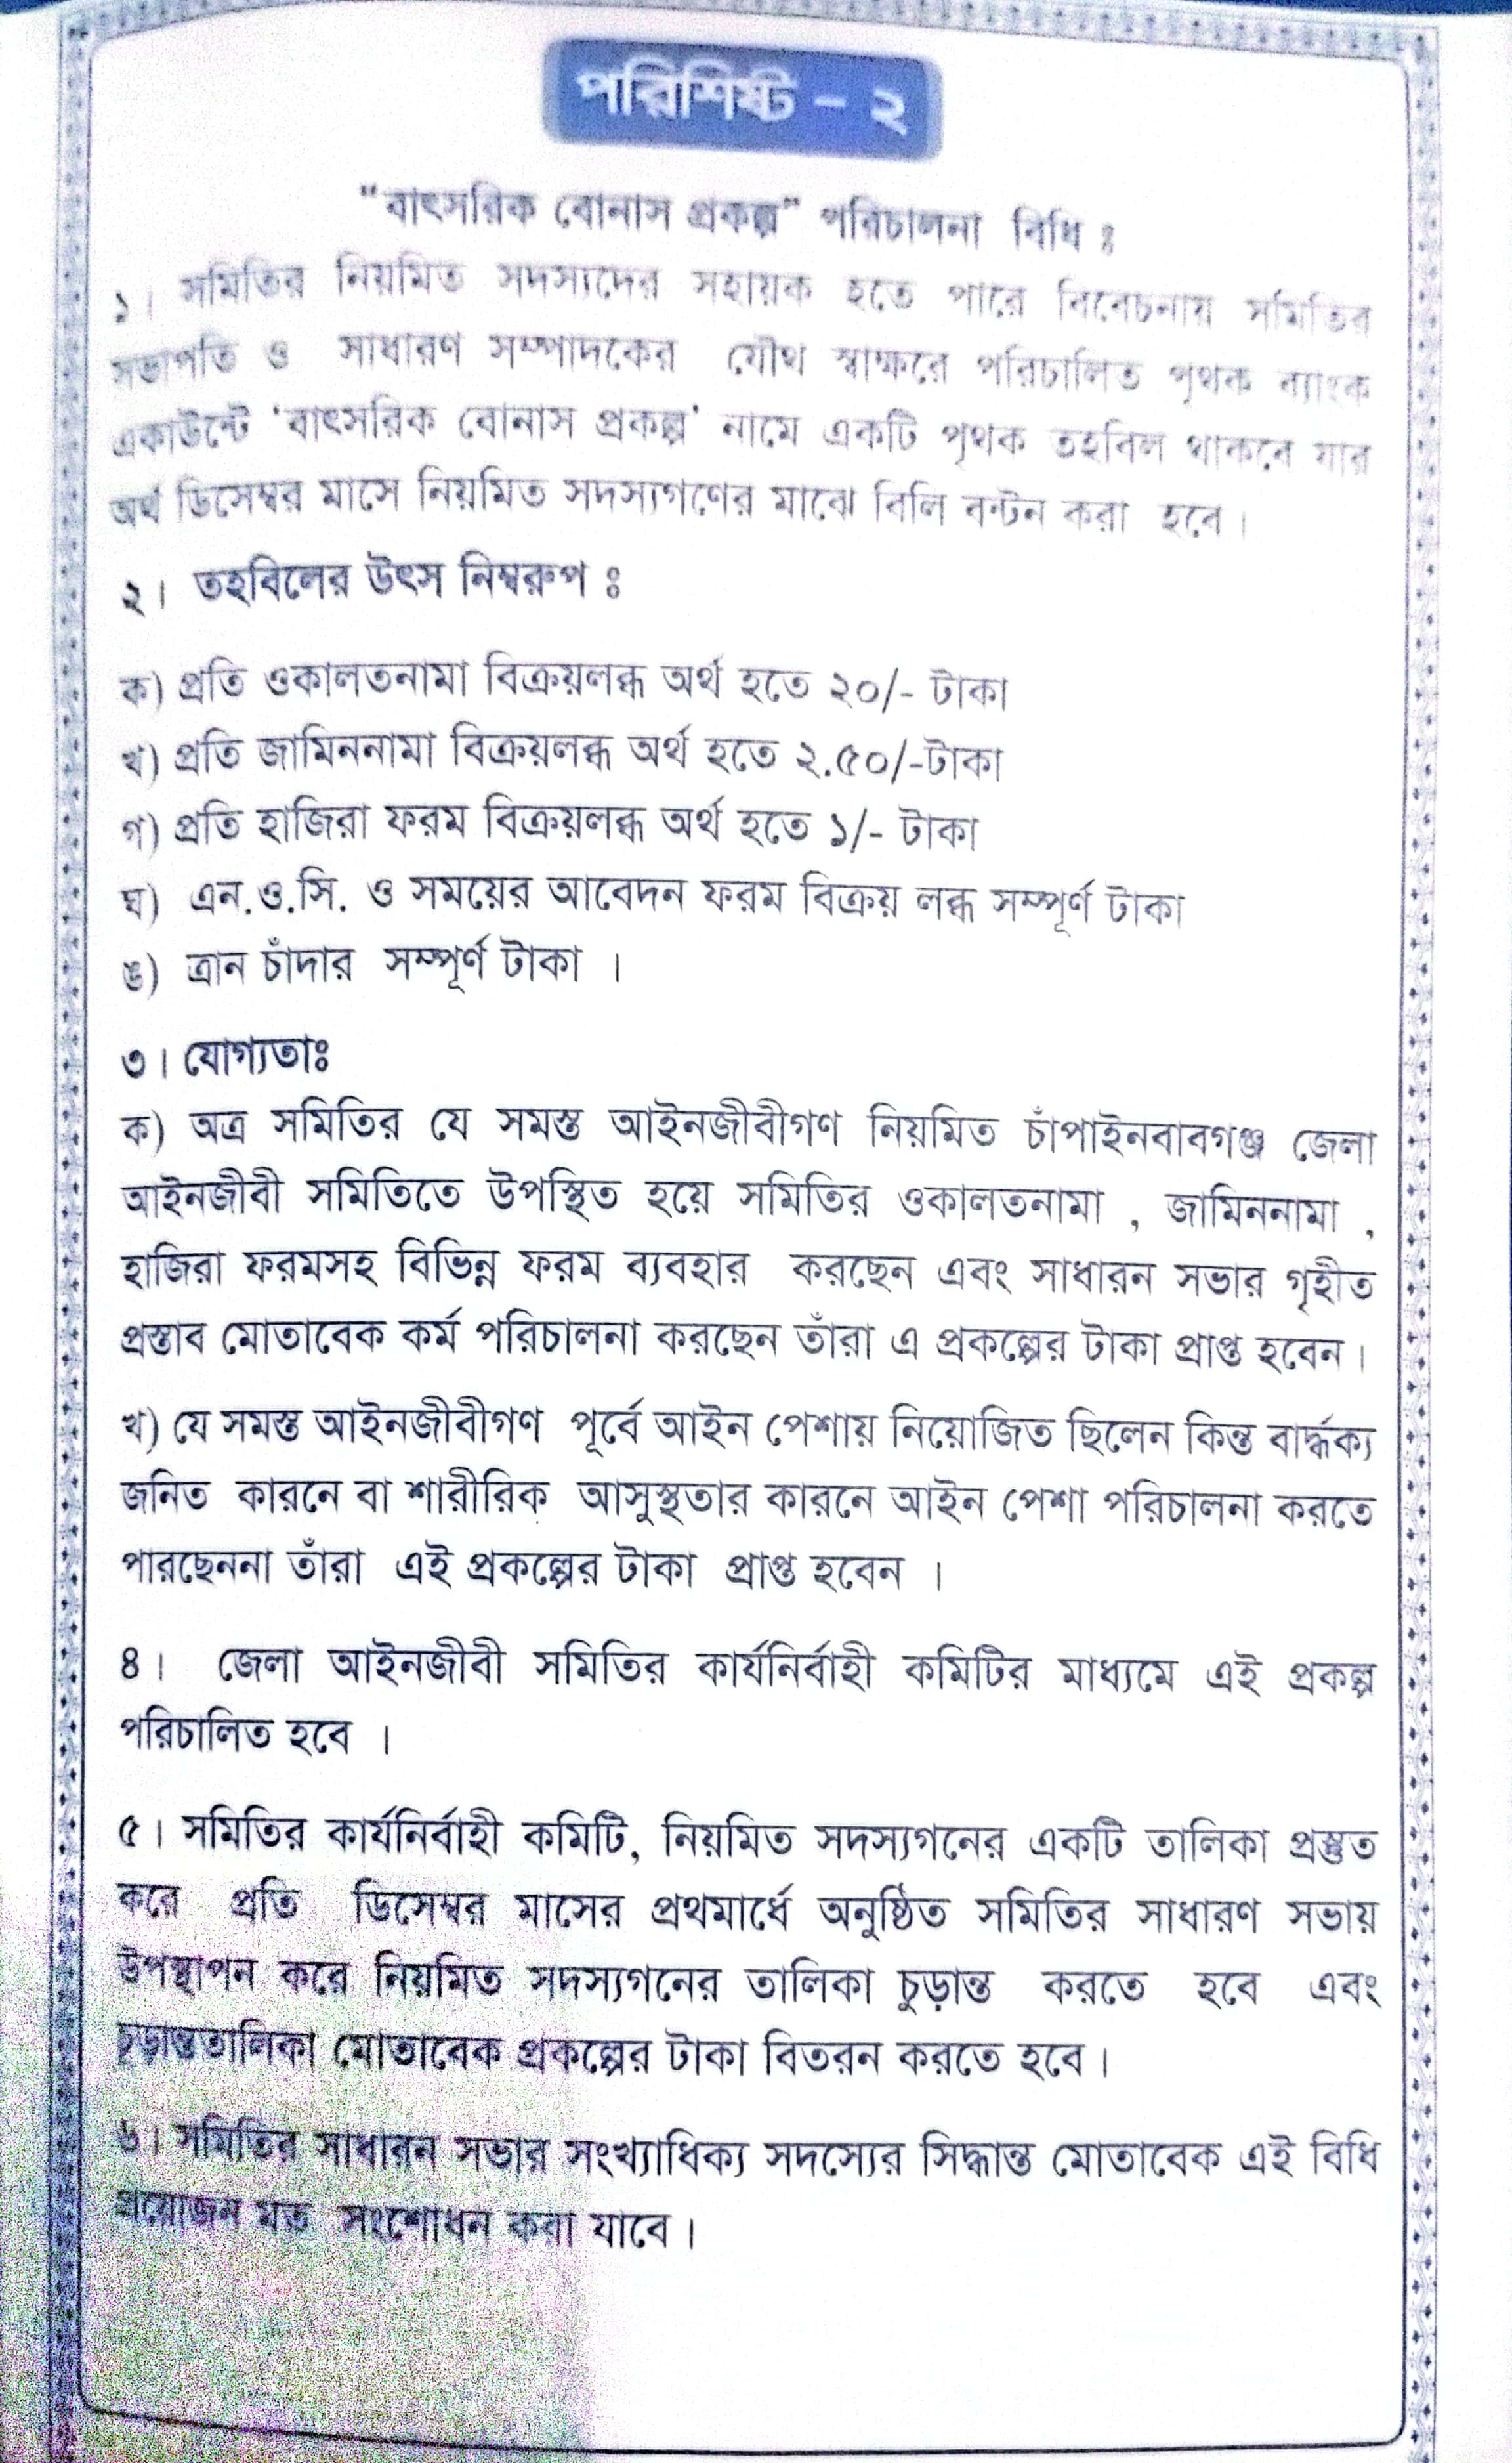 পরিশিষ্ট - ২
“বাৎসরিক বোনাস প্রকল্প” পরিচালনা বিধি ঃ
১। সমিতির নিয়মিত সদস্যদের সহায়ক হতে পারে বিবেচনায় সমিতির
সভাপতি ও সাধারণ সম্পাদকের যৌথ স্বাক্ষরে পরিচালিত পৃথক ব্যাংক
একাউন্টে ‘বাৎসরিক বোনাস প্রকল্প’ নামে একটি পৃথক তহবিল থাকবে যার
অর্থ ডিসেম্বর মাসে নিয়মিত সদস্যগণের মাঝে বিলি বন্টন করা হবে।
২। তহবিলের উৎস নিম্বরুপ ঃ
ক) প্রতি ওকালতনামা বিক্রয়লব্ধ অর্থ হতে ২০/- টাকা
খ) প্রতি জামিননামা বিক্রয়লব্ধ অর্থ হতে ২.৫০/-টাকা
গ) প্রতি হাজিরা ফরম বিক্রয়লব্ধ অর্থ হতে ১/- টাকা
ঘ) এন.ও.সি. ও সময়ের আবেদন ফরম বিক্রয় লব্ধ সম্পূর্ণ টাকা
ঙ) ত্রান চাঁদার সম্পূর্ণ টাকা ।
৩। যোগ্যতাঃ
ক) অত্র সমিতির যে সমস্ত আইনজীবীগণ নিয়মিত চাঁপাইনবাবগঞ্জ জেলা
আইনজীবী সমিতিতে উপস্থিত হয়ে সমিতির ওকালতনামা , জামিননামা ,
হাজিরা ফরমসহ বিভিন্ন ফরম ব্যবহার করছেন এবং সাধারন সভার গৃহীত
প্রস্তাব মোতাবেক কর্ম পরিচালনা করছেন তাঁরা এ প্রকল্পের টাকা প্রাপ্ত হবেন।
খ) যে সমস্ত আইনজীবীগণ পূর্বে আইন পেশায় নিয়োজিত ছিলেন কিন্ত বার্দ্ধক্য
জনিত কারনে বা শারীরিক আসুস্থতার কারনে আইন পেশা পরিচালনা করতে
পারছেননা তাঁরা এই প্রকল্পের টাকা প্রাপ্ত হবেন ।
৪। জেলা আইনজীবী সমিতির কার্যনির্বাহী কমিটির মাধ্যমে এই প্রকল্প
পরিচালিত হবে ।
৫। সমিতির কার্যনির্বাহী কমিটি, নিয়মিত সদস্যগনের একটি তালিকা প্রস্তুত
করে প্রতি ডিসেম্বর মাসের প্রথমার্ধে অনুষ্ঠিত সমিতির সাধারণ সভায়
উপস্থাপন করে নিয়মিত সদস্যগনের তালিকা চুড়ান্ত করতে হবে এবং
চুড়ান্ততালিকা মোতাবেক প্রকল্পের টাকা বিতরন করতে হবে।
৬। সমিতির সাধারন সভার সংখ্যাধিক্য সদস্যের সিদ্ধান্ত মোতাবেক এই বিধি
প্রয়োজন মত সংশোধন করা যাবে।